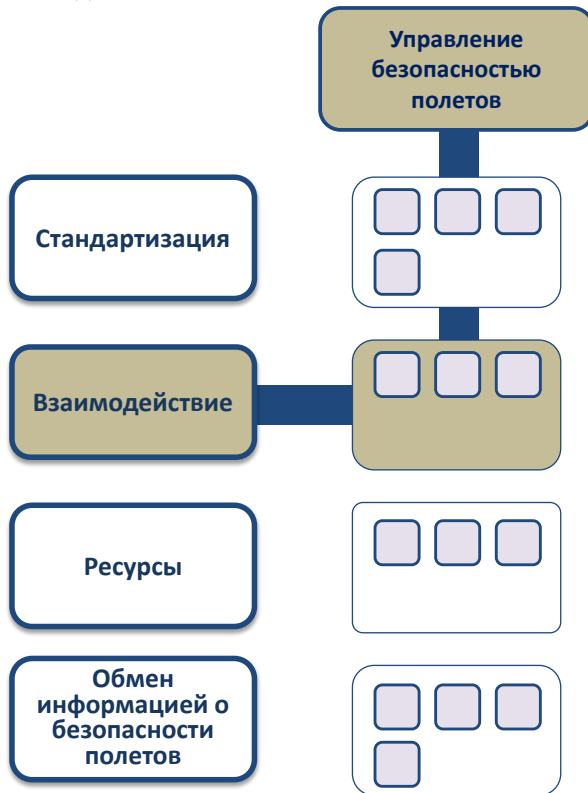 Управление
безопасностью
полетов
Стандартизация
Взаимодействие
Ресурсы
Обмен
информацией о
безопасности
полетов